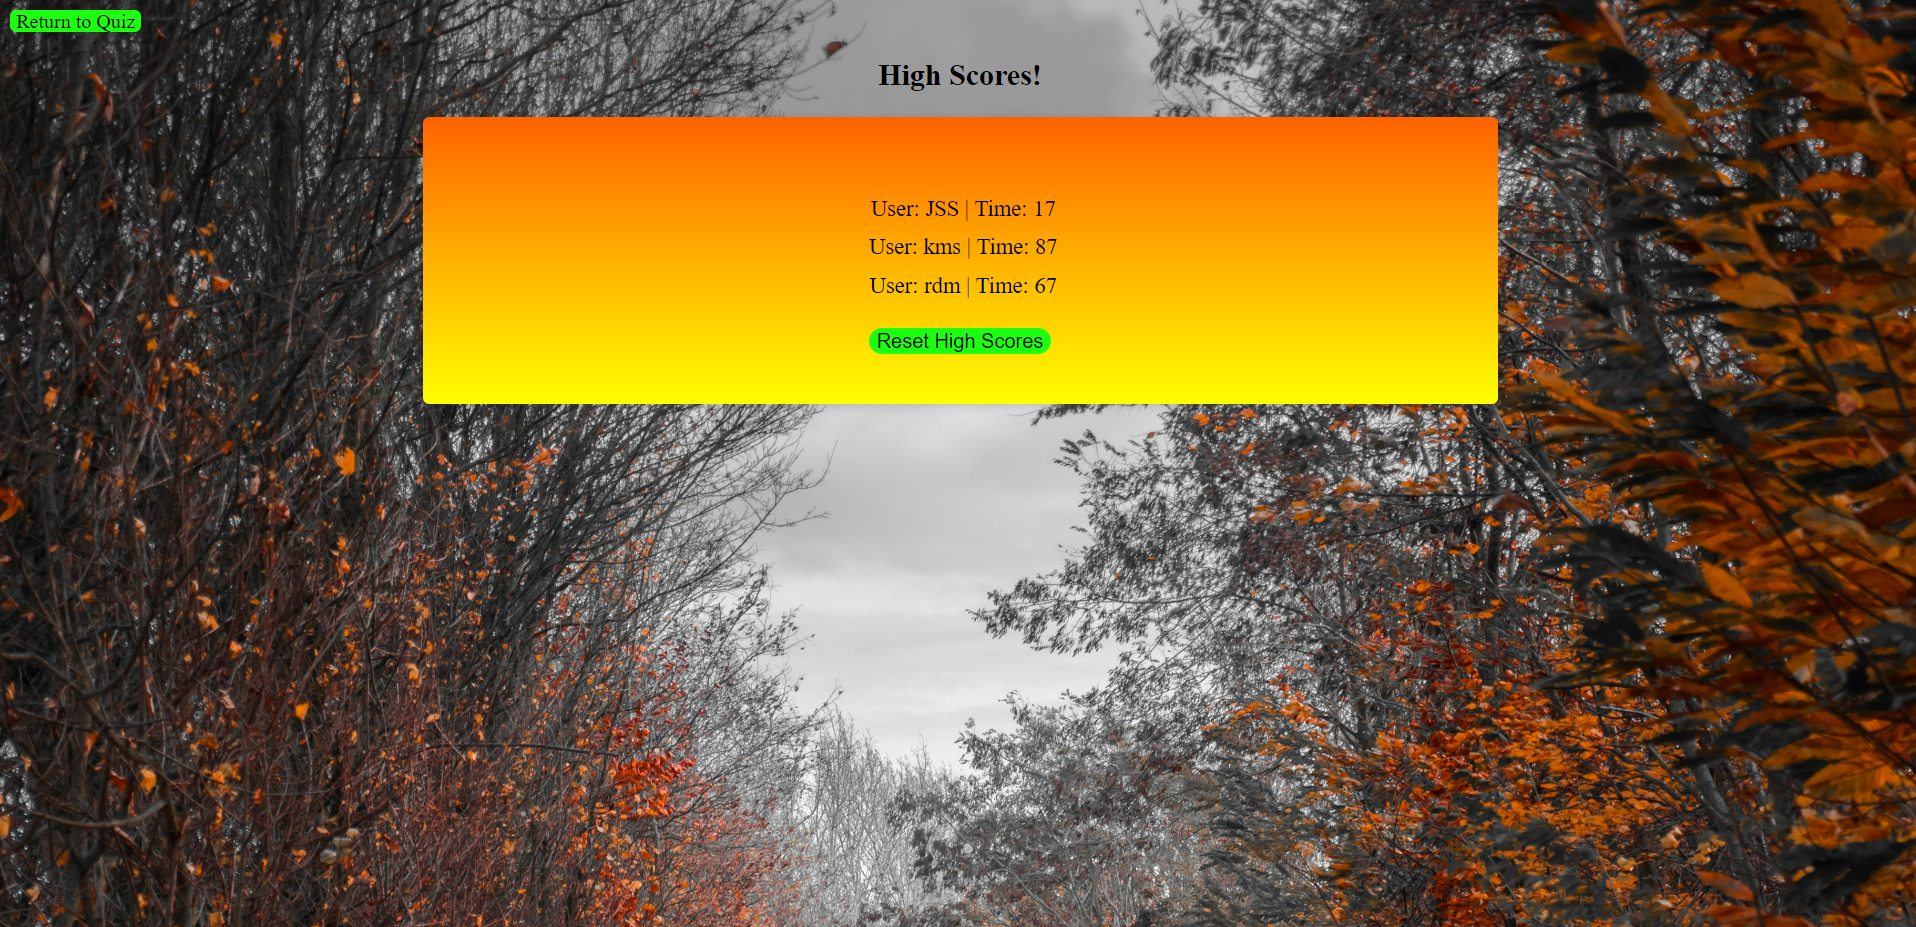 Return to Quiz
High Scores!
User: JSS | Time: 17
User: kms | Time: 87
User: rdm | Time: 67
Reset High Scores